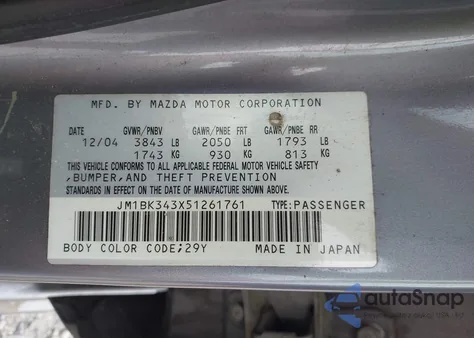 MFD. BY MAZDA MOTOR CORPORATION
DATE GVWR/PNBV GAWR/PNBE FRT GAWR/PNBE RR
12/04 3843 LB 2050 LB 1793 LB
1743 KG 930 KG 813 KG
THIS VEHICLE CONFORMS TO ALL APPLICABLE FEDERAL MOTOR VEHICLE SAFETY,
BUMPER, AND THEFT PREVENTION
STANDARDS IN EFFECT ON THE DATE OF MANUFACTURE SHOWN ABOVE.
JM1BK343X51261761 TYPE:PASSENGER
BODY COLOR CODE;29Y MADE IN JAPAN
autoSnap